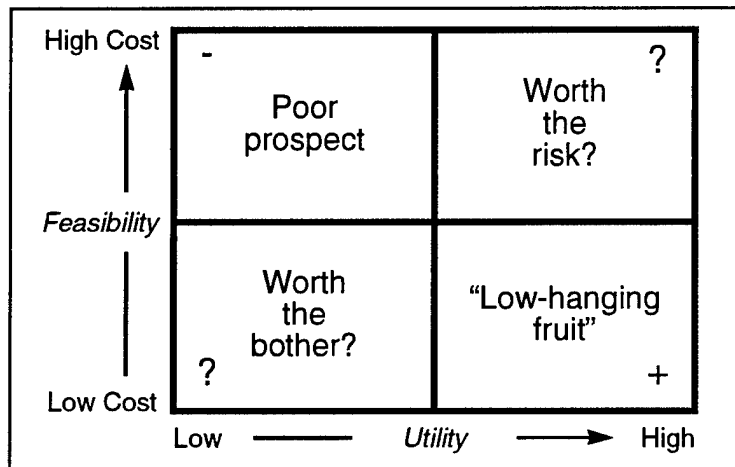 High Cost
-
?
Poor
prospect
Worth
the
risk?
Feasibility
Worth
the
bother?
?
“Low-hanging
fruit”
+
Low Cost
Low
Utility
High